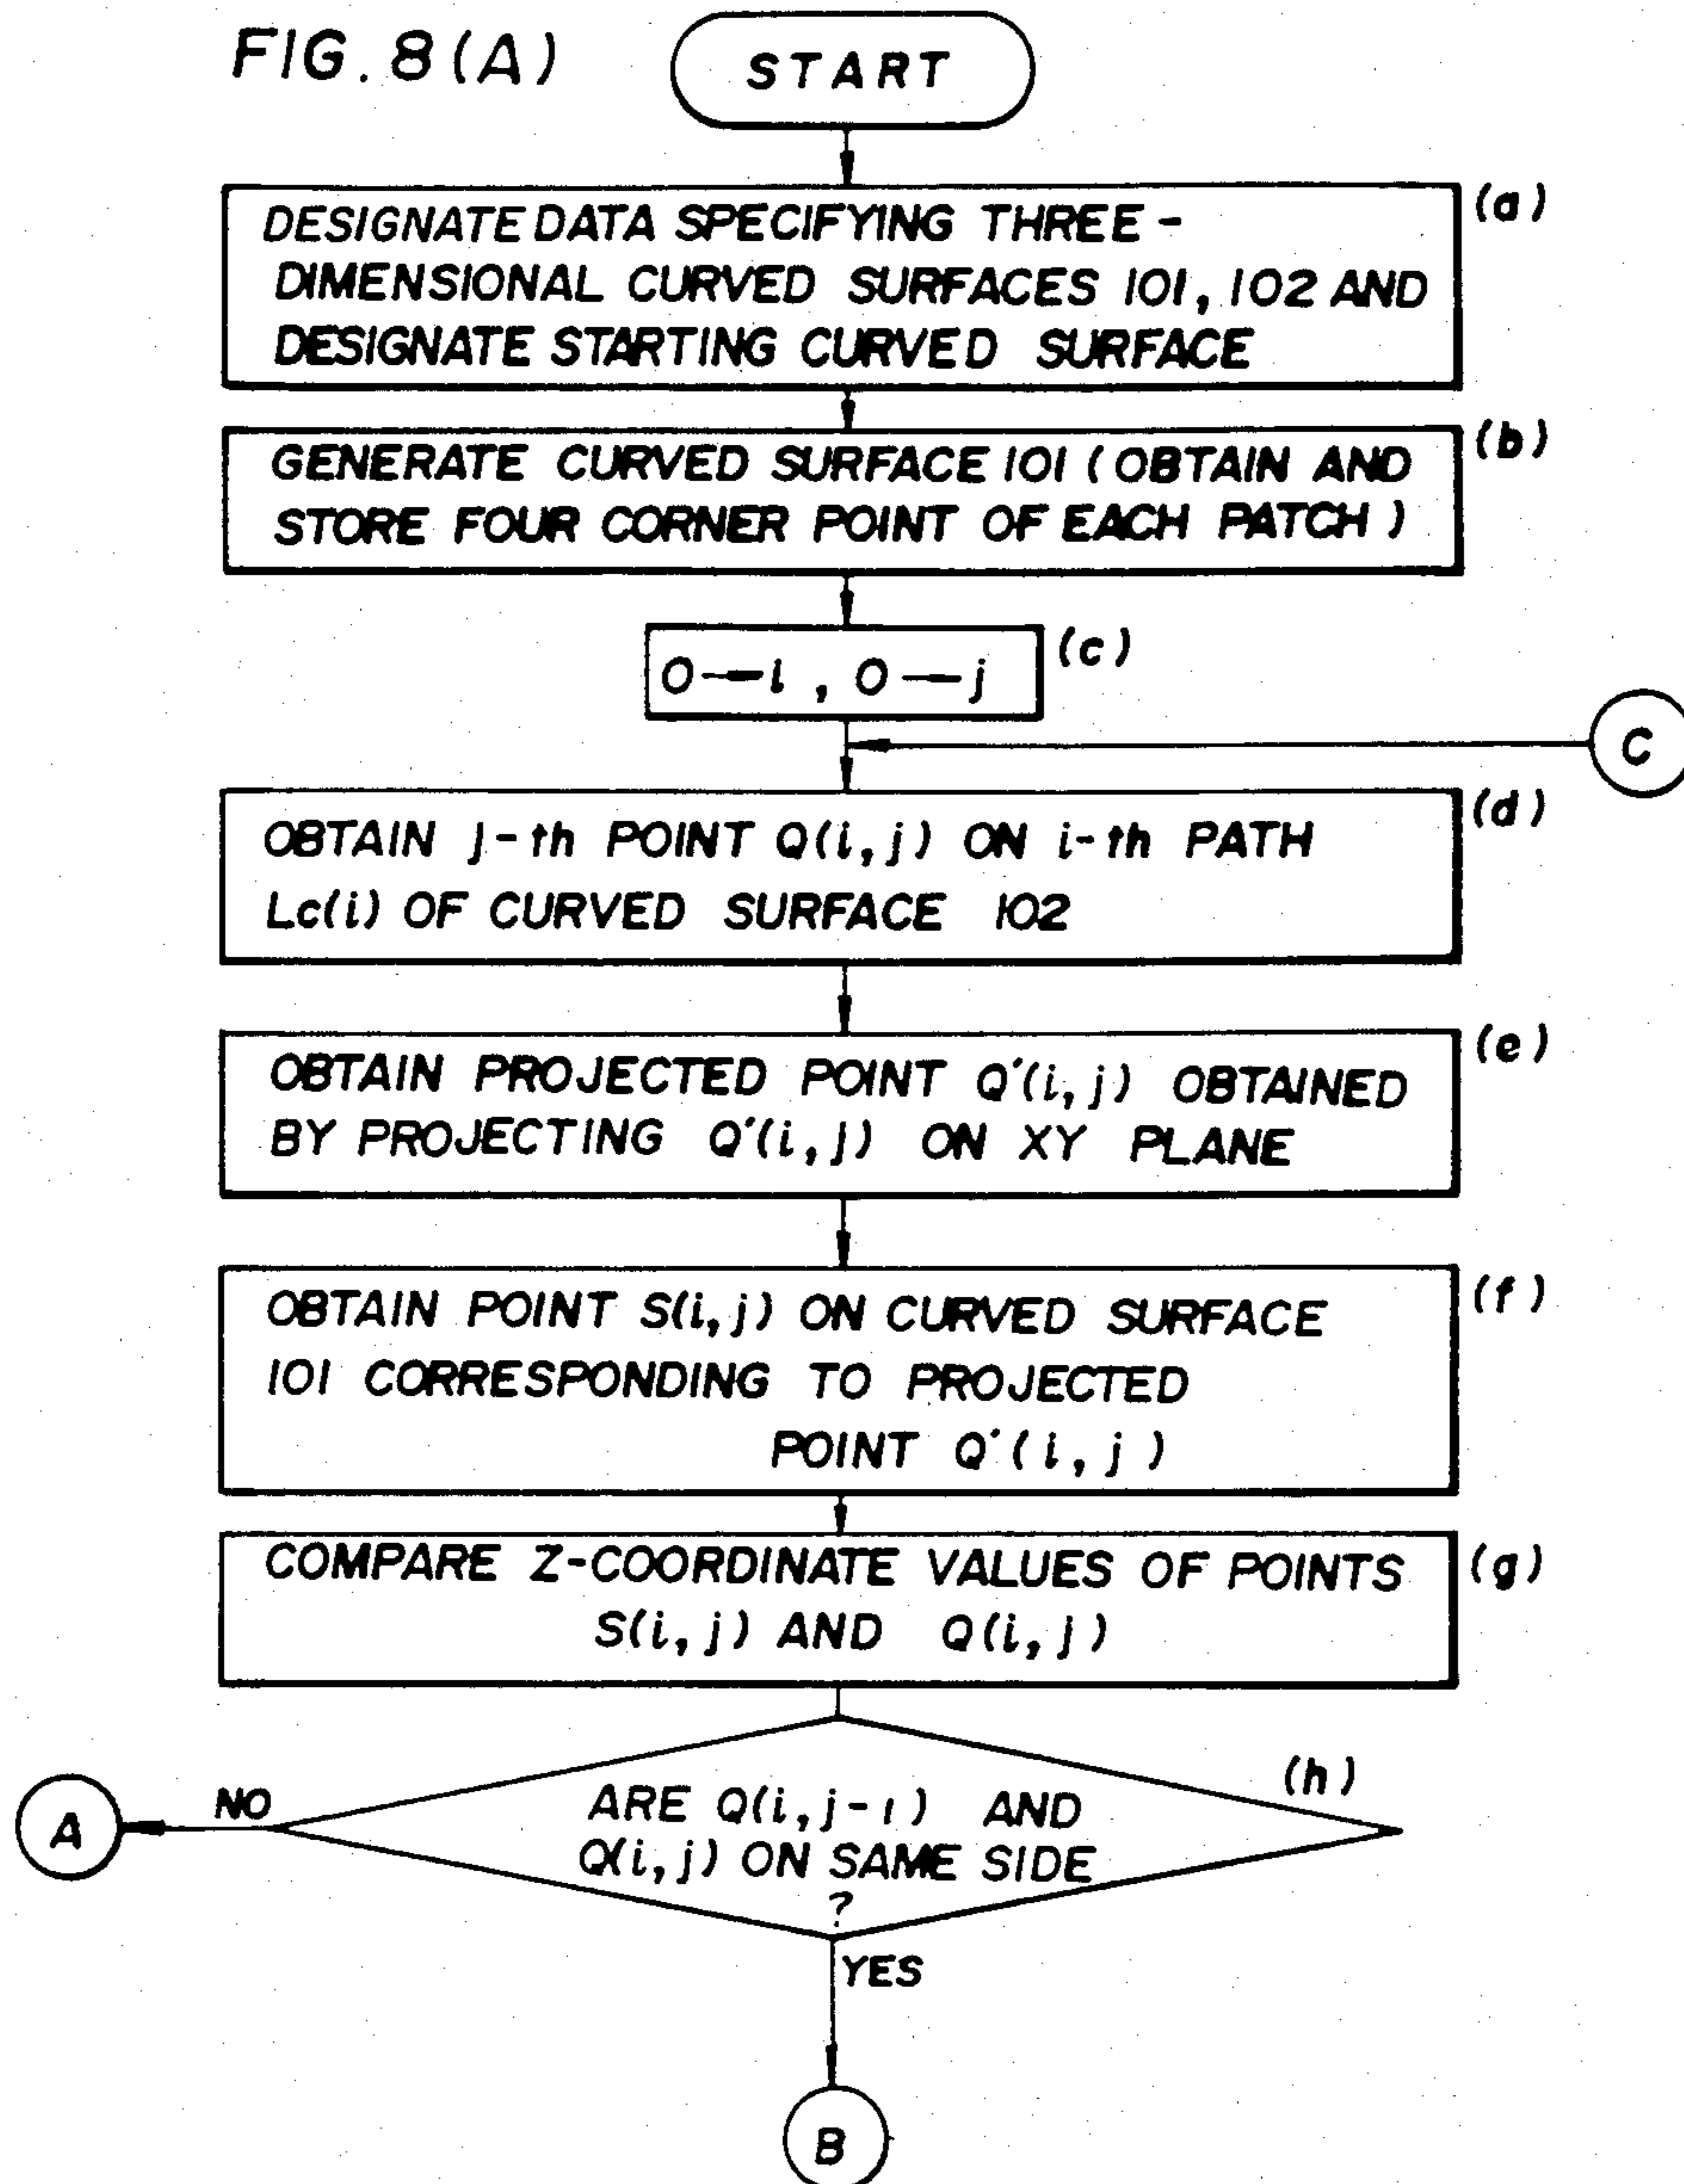 FIG. 8(A)
START
(a)
DESIGNATE DATA SPECIFYING THREE-
DIMENSIONAL CURVED SURFACES 101, 102 AND
DESIGNATE STARTING CURVED SURFACE
(b)
GENERATE CURVED SURFACE 101 (OBTAIN AND
STORE FOUR CORNER POINT OF EACH PATCH)
(c)
0—i, 0—j
C
(d)
OBTAIN j-th POINT Q(i,j) ON i-th PATH
Lc(i) OF CURVED SURFACE 102
(e)
OBTAIN PROJECTED POINT Q'(i,j) OBTAINED
BY PROJECTING Q'(i,j) ON XY PLANE
(f)
OBTAIN POINT S(i,j) ON CURVED SURFACE
101 CORRESPONDING TO PROJECTED
POINT Q'(i,j)
(g)
COMPARE Z-COORDINATE VALUES OF POINTS
S(i,j) AND Q(i,j)
(h)
A
NO
ARE Q(i,j-1) AND
Q(i,j) ON SAME SIDE
?
YES
B